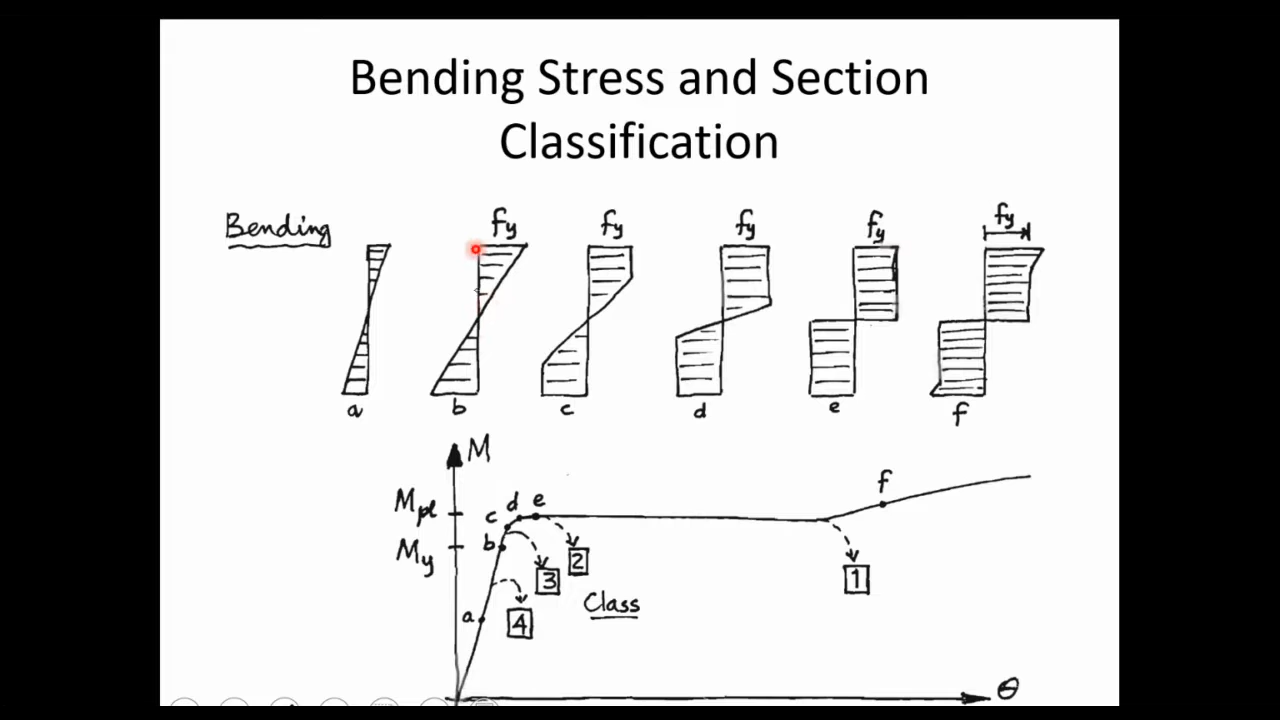 Bending Stress and Section
Classification
Bending
fy
fy
fy
fy
fy
a
b
c
d
e
f
M
Mpl
My
a
b
c
d
e
f
4
3
2
1
Class
θ